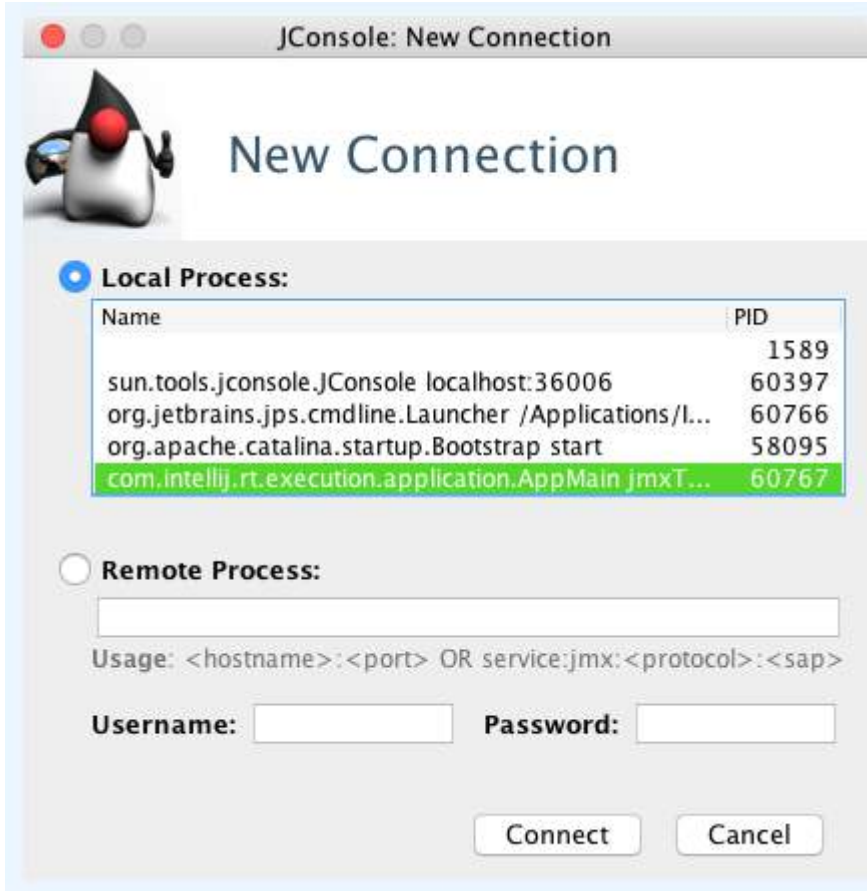 JConsole: New Connection
New Connection
Local Process:
Name PID
1589
sun.tools.jconsole.JConsole localhost:36006 60397
org.jetbrains.jps.cmdline.Launcher /Applications/I... 60766
org.apache.catalina.startup.Bootstrap start 58095
com.intellij.rt.execution.application.AppMain jmxT... 60767
Remote Process:
Usage: <hostname>:<port> OR service:jmx:<protocol>:<sap>
Username: Password:
Connect Cancel